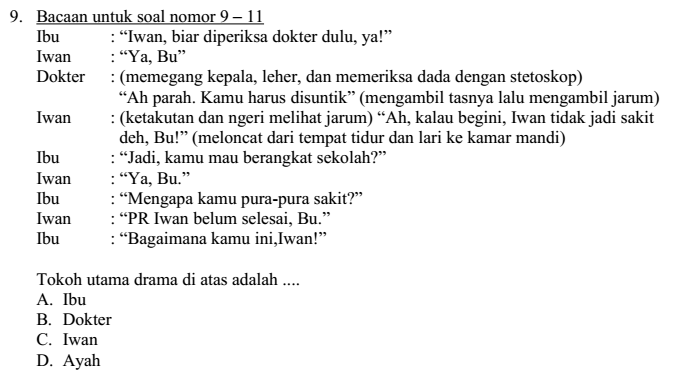 9. Bacaan untuk soal nomor 9 – 11
Ibu : “Iwan, biar diperiksa dokter dulu, ya!”
Iwan : “Ya, Bu”
Dokter : (memegang kepala, leher, dan memeriksa dada dengan stetoskop)
“Ah parah. Kamu harus disuntik” (mengambil tasnya lalu mengambil jarum)
Iwan : (ketakutan dan ngeri melihat jarum) “Ah, kalau begini, Iwan tidak jadi sakit
deh, Bu!” (meloncat dari tempat tidur dan lari ke kamar mandi)
Ibu : “Jadi, kamu mau berangkat sekolah?”
Iwan : “Ya, Bu.”
Ibu : “Mengapa kamu pura-pura sakit?”
Iwan : “PR Iwan belum selesai, Bu.”
Ibu : “Bagaimana kamu ini,Iwan!”
Tokoh utama drama di atas adalah ....
A. Ibu
B. Dokter
C. Iwan
D. Ayah